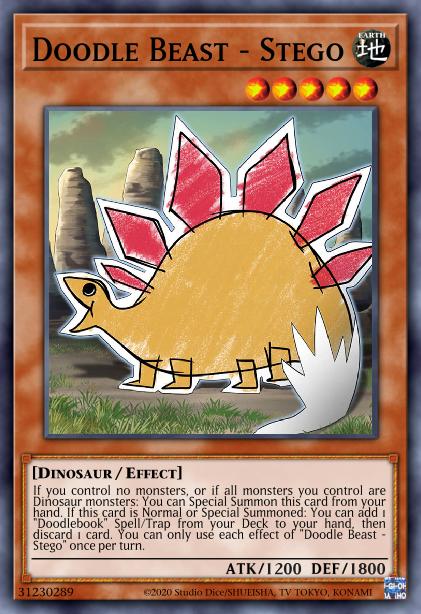 Doodle Beast - Stego
EARTH
地
[Dinosaur / Effect]
If you control no monsters, or if all monsters you control are
Dinosaur monsters: You can Special Summon this card from your
hand. If this card is Normal or Special Summoned: You can add 1
"Doodlebook" Spell/Trap from your Deck to your hand, then
discard 1 card. You can only use each effect of "Doodle Beast -
Stego" once per turn.
ATK/1200 DEF/1800
31230289 ©2020 Studio Dice/SHUEISHA, TV TOKYO, KONAMI